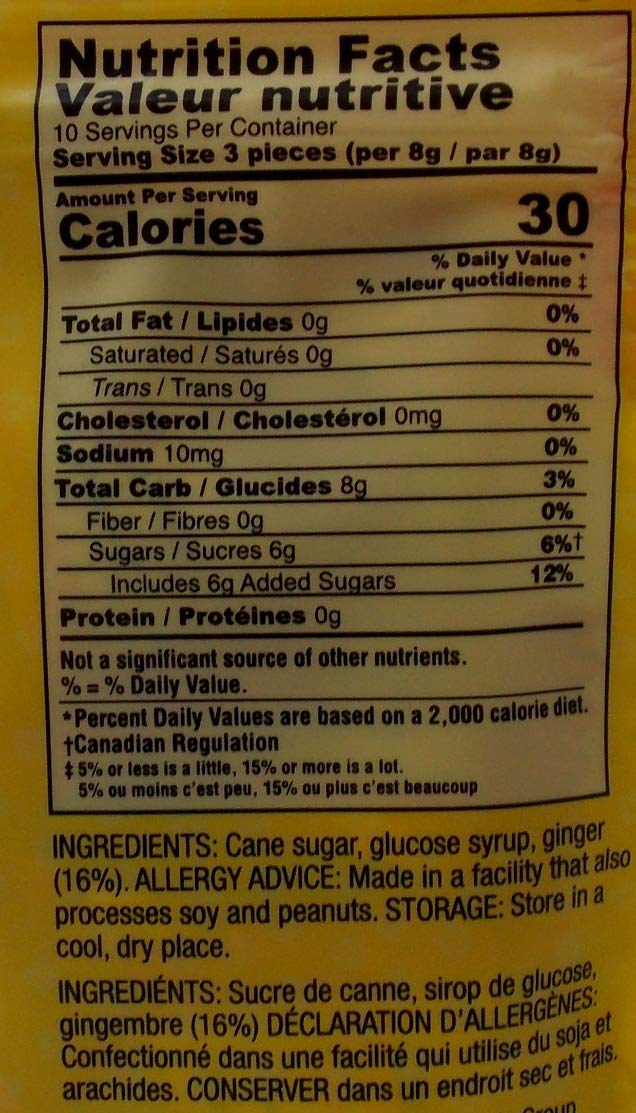 Nutrition Facts
Valeur nutritive
10 Servings Per Container
Serving Size 3 pieces (per 8g / par 8g)
Amount Per Serving
Calories 30
% Daily Value *
% valeur quotidienne ‡
Total Fat / Lipides 0g 0%
Saturated / Saturés 0g 0%
Trans / Trans 0g
Cholesterol / Cholestérol 0mg 0%
Sodium 10mg 0%
Total Carb / Glucides 8g 3%
Fiber / Fibres 0g 0%
Sugars / Sucres 6g 6%†
Includes 6g Added Sugars 12%
Protein / Protéines 0g
Not a significant source of other nutrients.
% = % Daily Value.
*Percent Daily Values are based on a 2,000 calorie diet.
†Canadian Regulation
‡ 5% or less is a little, 15% or more is a lot.
5% ou moins c'est peu, 15% ou plus c'est beaucoup
INGREDIENTS: Cane sugar, glucose syrup, ginger
(16%). ALLERGY ADVICE: Made in a facility that also
processes soy and peanuts. STORAGE: Store in a
cool, dry place.
INGREDIÉNTS: Sucre de canne, sirop de glucose,
gingembre (16%) DÉCLARATION D'ALLERGÈNES:
Confectionné dans une facilité qui utilise du soja et
arachides. CONSERVER dans un endroit sec et frais.